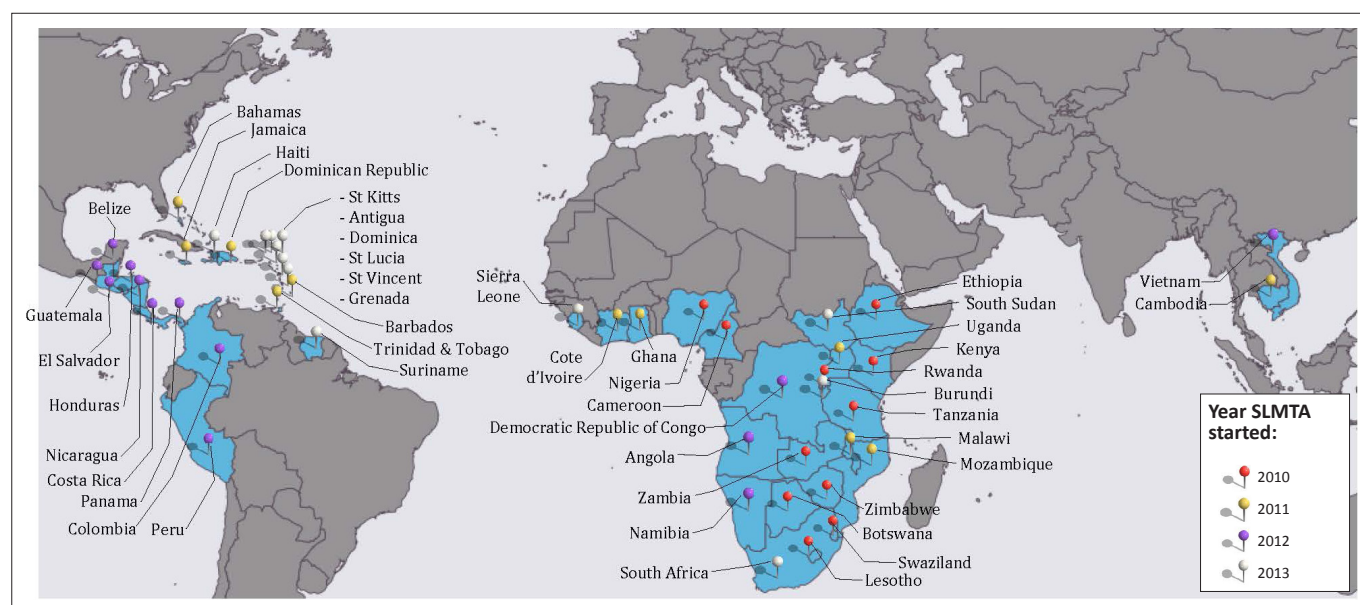 Bahamas
Jamaica
Haiti
Dominican Republic
- St Kitts
- Antigua
- Dominica
- St Lucia
- St Vincent
- Grenada
Belize
Guatemala
El Salvador
Honduras
Nicaragua
Costa Rica
Panama
Colombia
Peru
Barbados
Trinidad & Tobago
Suriname
Sierra
Leone
Cote
d'Ivoire
Ghana
Nigeria
Cameroon
Democratic Republic of Congo
Angola
Zambia
Namibia
South Africa
Ethiopia
South Sudan
Uganda
Kenya
Rwanda
Burundi
Tanzania
Malawi
Mozambique
Zimbabwe
Botswana
Swaziland
Lesotho
Vietnam
Cambodia
Year SLMTA
started:
2010
2011
2012
2013